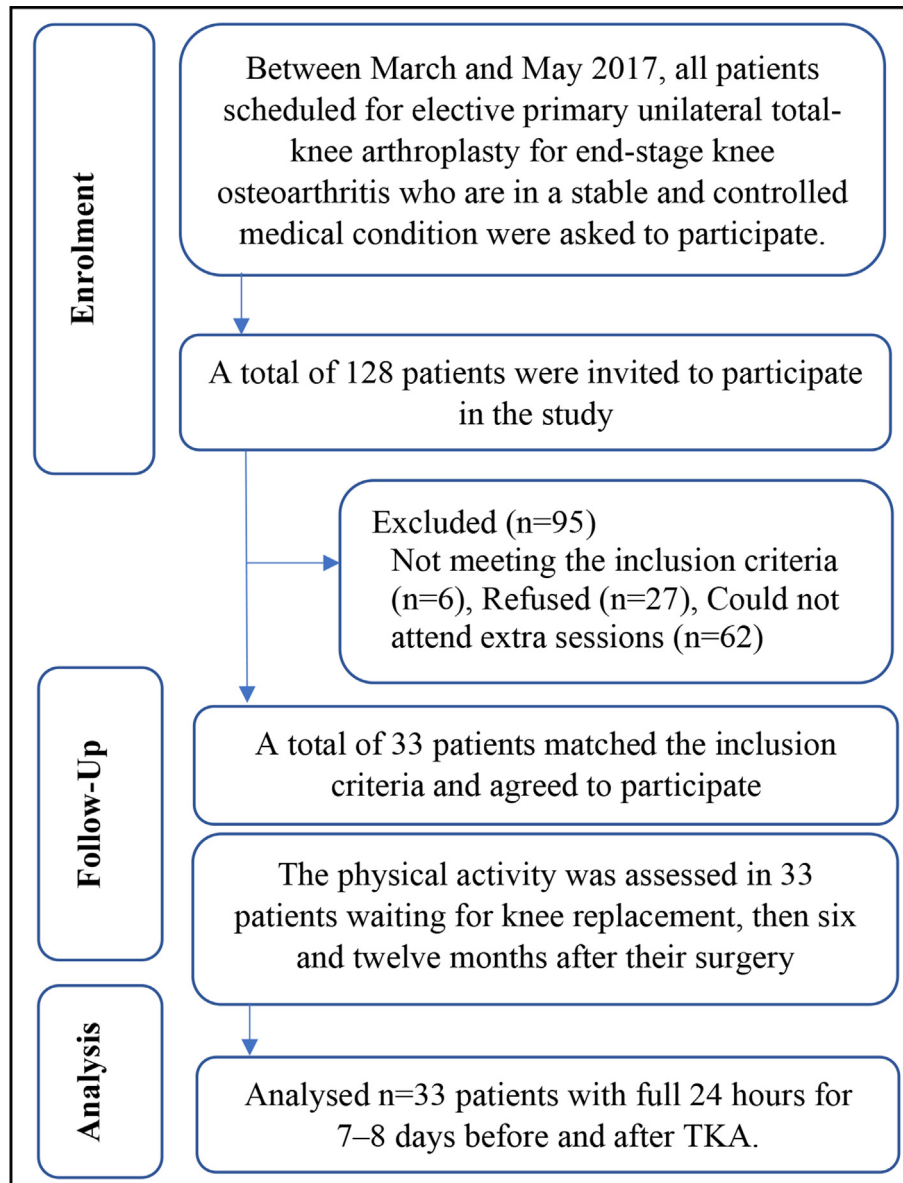 Enrolment
Between March and May 2017, all patients
scheduled for elective primary unilateral total-
knee arthroplasty for end-stage knee
osteoarthritis who are in a stable and controlled
medical condition were asked to participate.
A total of 128 patients were invited to participate
in the study
Excluded (n=95)
Not meeting the inclusion criteria
(n=6), Refused (n=27), Could not
attend extra sessions (n=62)
Follow-Up
A total of 33 patients matched the inclusion
criteria and agreed to participate
The physical activity was assessed in 33
patients waiting for knee replacement, then six
and twelve months after their surgery
Analysis
Analysed n=33 patients with full 24 hours for
7–8 days before and after TKA.